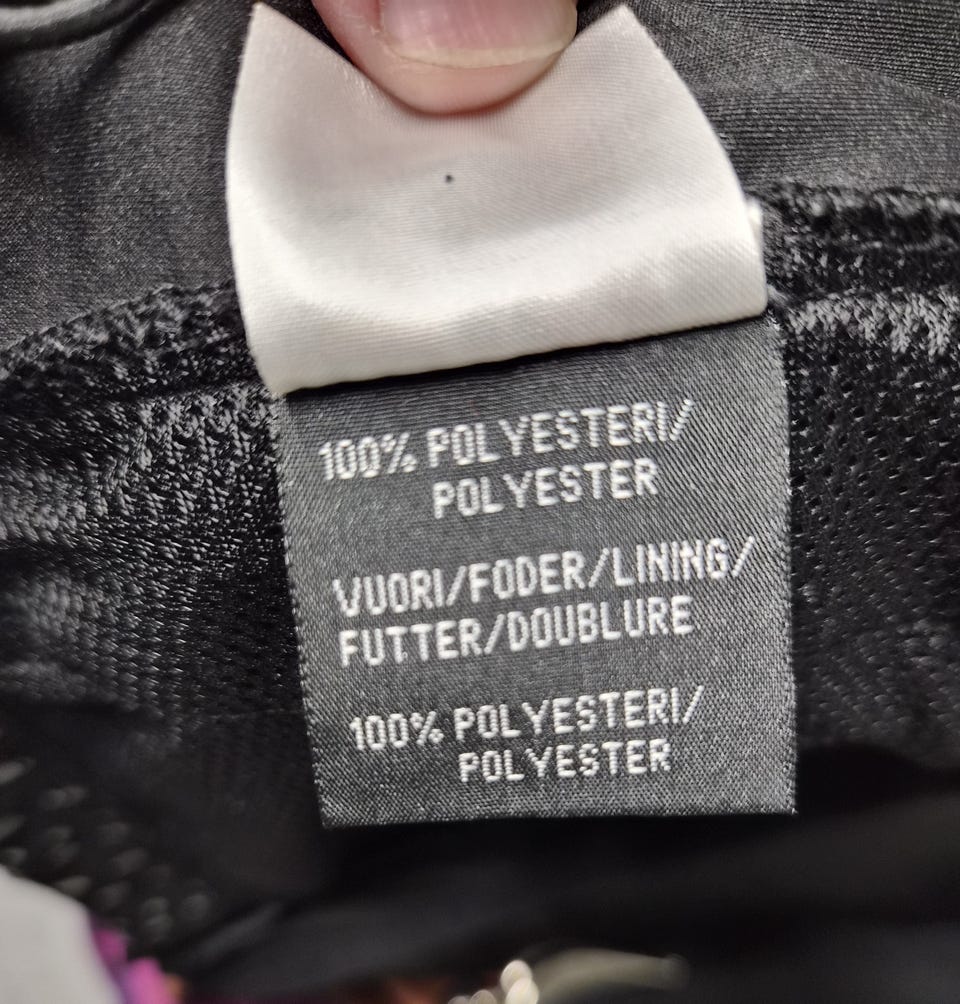 100% POLYESTERI/
POLYESTER
VUORI/FODER/LINING/
FUTTER/DOUBLURE
100% POLYESTERI/
POLYESTER